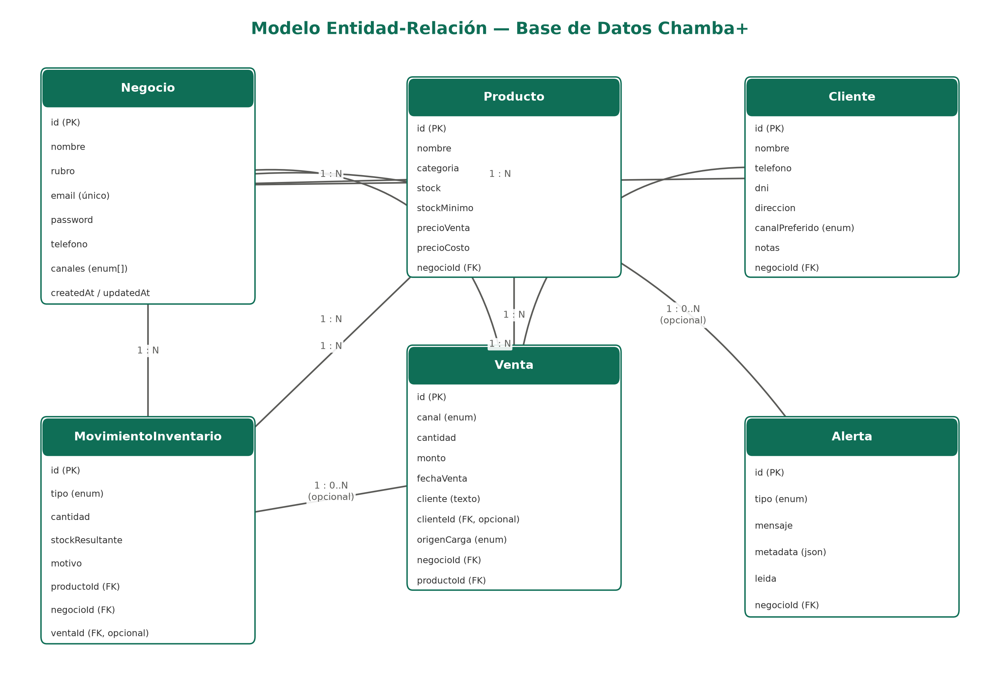 Modelo Entidad-Relación — Base de Datos Chamba+
Negocio
id (PK)
nombre
rubro
email (único)
password
telefono
canales (enum[])
createdAt / updatedAt
1 : N
Producto
id (PK)
nombre
categoria
1 : N
stock
stockMinimo
precioVenta
precioCosto
negocioId (FK)
Cliente
id (PK)
nombre
telefono
dni
direccion
canalPreferido (enum)
notas
negocioId (FK)
1 : N
1 : N
1 : N
1 : N
1 : N
1 : 0..N
(opcional)
MovimientoInventario
id (PK)
tipo (enum)
cantidad
stockResultante
motivo
productoId (FK)
negocioId (FK)
ventaId (FK, opcional)
1 : 0..N
(opcional)
Venta
id (PK)
canal (enum)
cantidad
monto
fechaVenta
cliente (texto)
clienteId (FK, opcional)
origenCarga (enum)
negocioId (FK)
productoId (FK)
Alerta
id (PK)
tipo (enum)
mensaje
metadata (json)
leida
negocioId (FK)